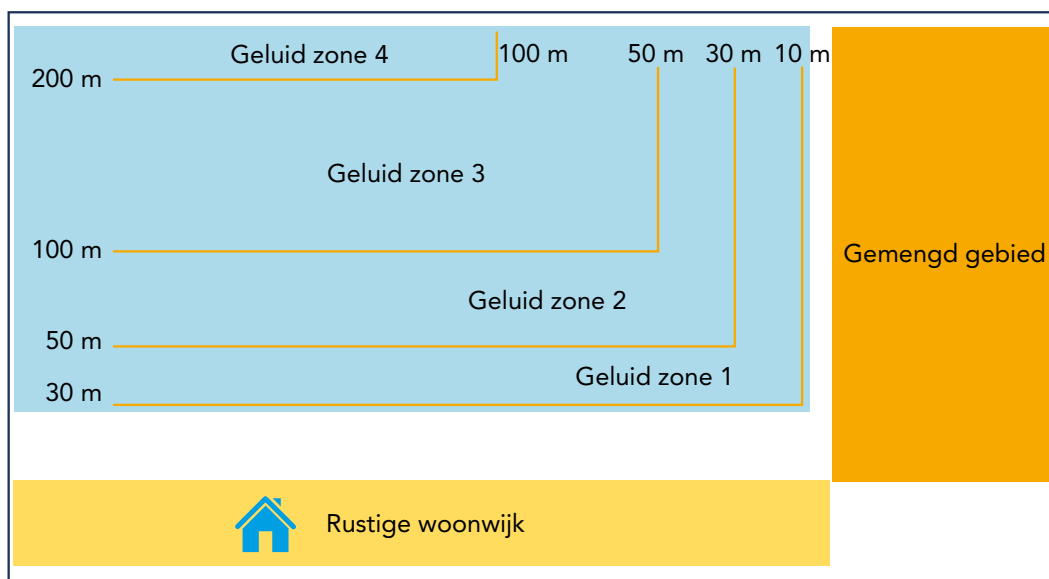 Geluid zone 4
100 m
50 m
30 m
10 m
200 m
Geluid zone 3
100 m
Gemengd gebied
Geluid zone 2
50 m
Geluid zone 1
30 m
Rustige woonwijk